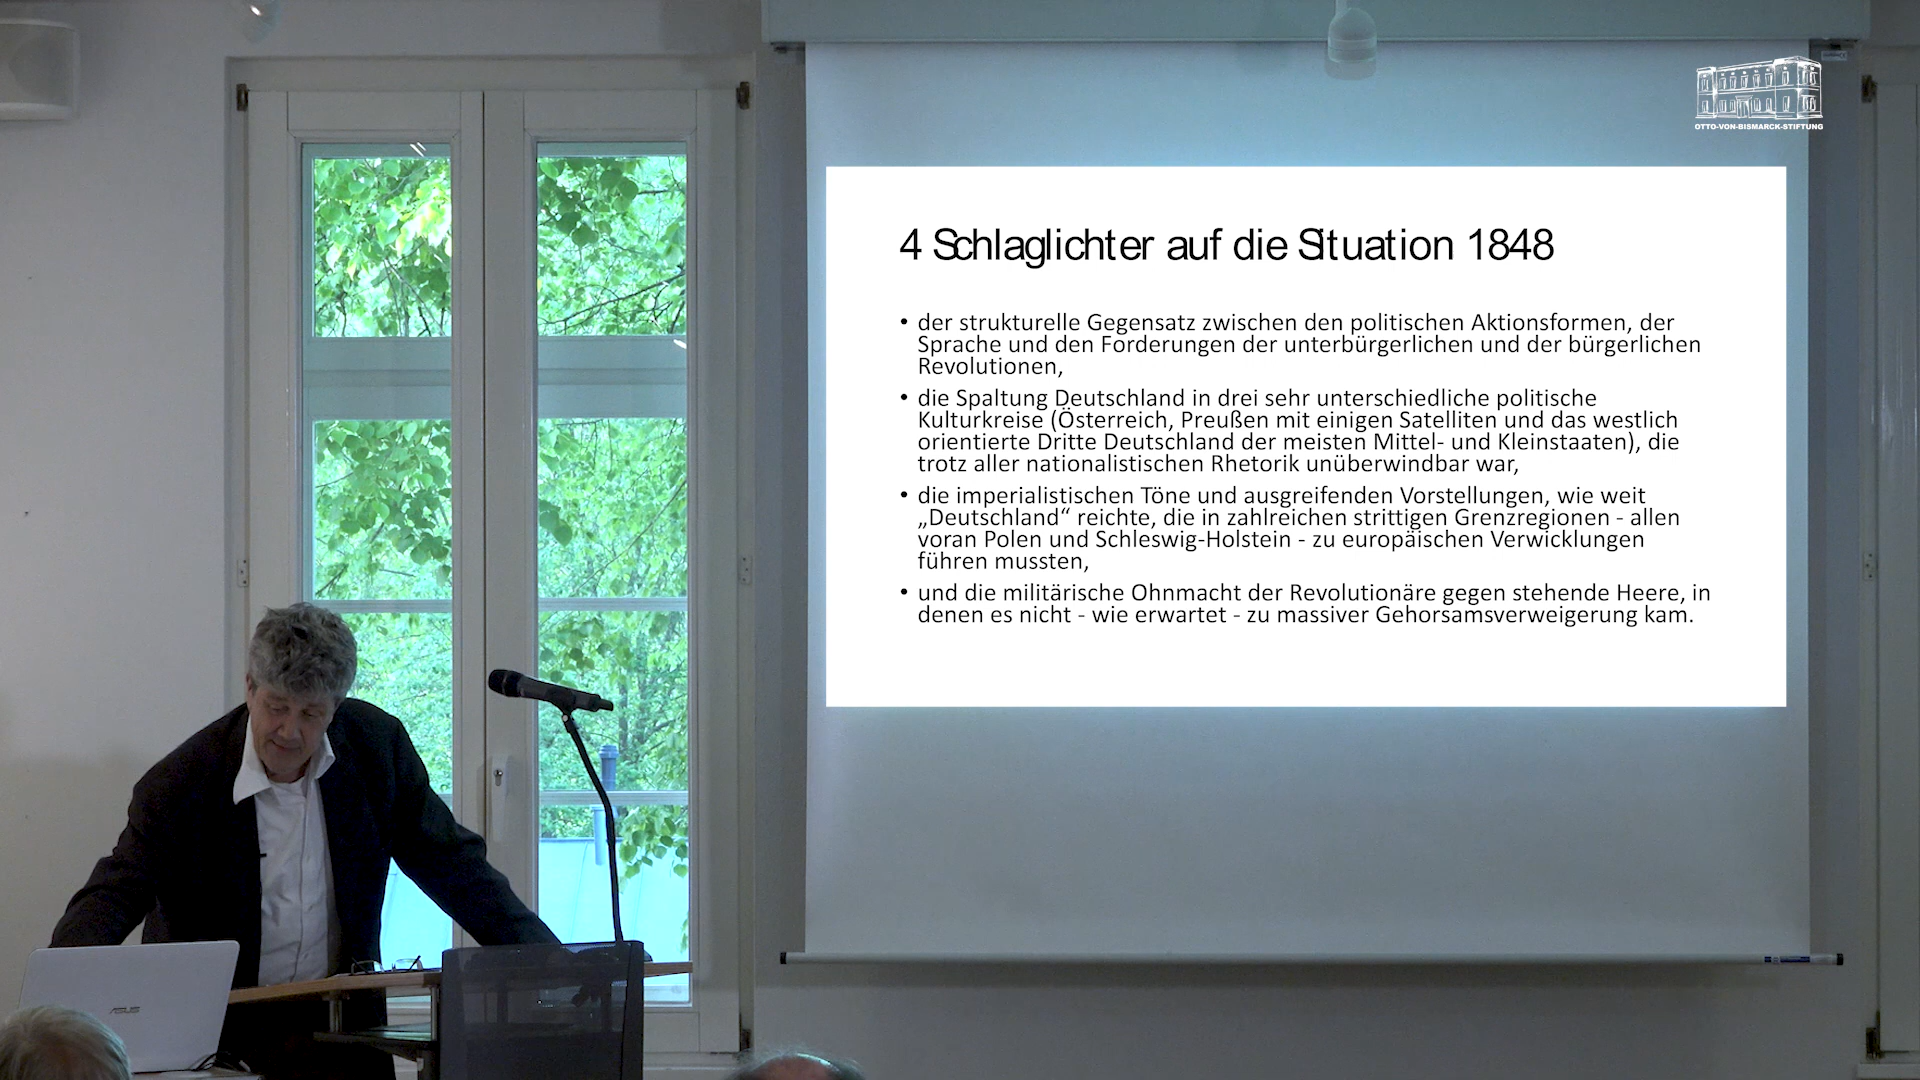 OTTO-VON-BISMARCK-STIFTUNG
4 Schlaglichter auf die Situation 1848
• der strukturelle Gegensatz zwischen den politischen Aktionsformen, der
Sprache und den Forderungen der unterbürgerlichen und der bürgerlichen
Revolutionen,
• die Spaltung Deutschland in drei sehr unterschiedliche politische
Kulturkreise (Österreich, Preußen mit einigen Satelliten und das westlich
orientierte Dritte Deutschland der meisten Mittel- und Kleinstaaten), die
trotz aller nationalistischen Rhetorik unüberwindbar war,
• die imperialistischen Töne und ausgreifenden Vorstellungen, wie weit
„Deutschland“ reichte, die in zahlreichen strittigen Grenzregionen - allen
voran Polen und Schleswig-Holstein - zu europäischen Verwicklungen
führen mussten,
• und die militärische Ohnmacht der Revolutionäre gegen stehende Heere, in
denen es nicht - wie erwartet - zu massiver Gehorsamsverweigerung kam.
ASUS